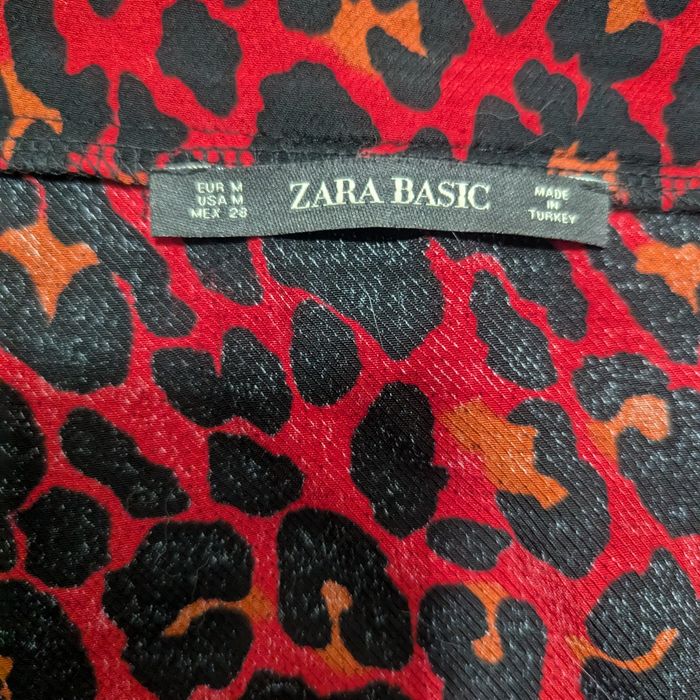 EUR M
USA M
MEX 28
ZARA BASIC
MADE
IN
TURKEY